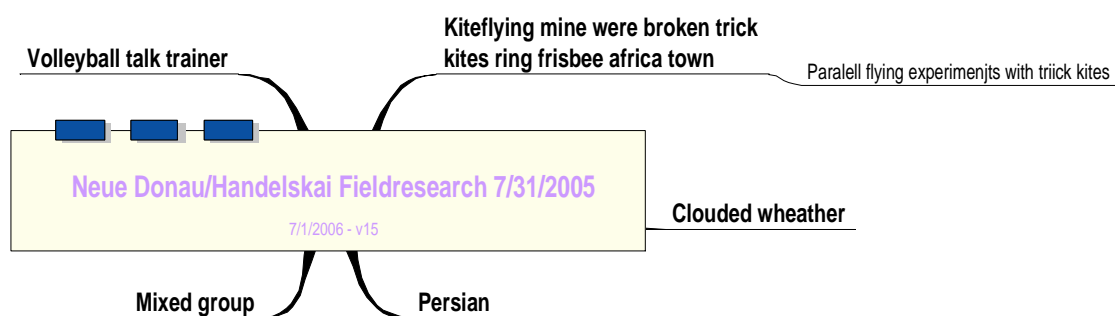 Volleyball talk trainer
Kiteflying mine were broken trick
kites ring frisbee africa town
Paralell flying experimenjts with triick kites
Neue Donau/Handelskai Fieldresearch 7/31/2005
7/1/2006 - v15
Clouded wheather
Mixed group
Persian